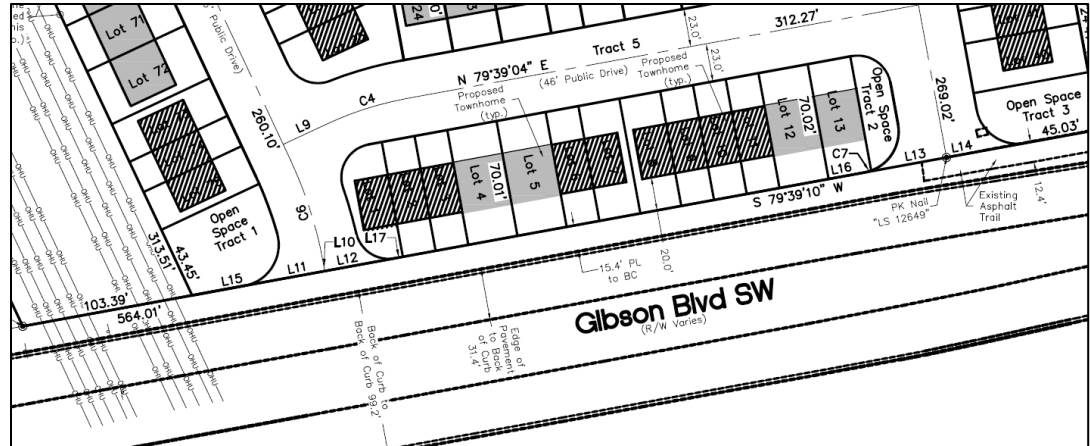 Lot 71
Lot 72
Public Drive)
260.10'
L9
C4
24
N 79°39'04" E
Tract 5
(46' Public Drive)
312.27'
23.0'
23.0'
Proposed
Townhome
(typ.)
Proposed
Townhome
(typ.)
269.02'
Open Space
Tract 2
Open Space
Tract 3
45.03'
Lot 12
70.02'
Lot 13
C7
L16
L13
L14
Lot 4
70.01'
Lot 5
S 79°39'10" W
PK Nail
"LS 12649"
Existing
Asphalt
Trail
12.4'
Open
Space
Tract 1
313.51'
43.45'
C6
L10
L17
L12
L11
L15
103.39'
564.01'
15.4' PL
to BC
20.0'
Gibson Blvd SW
(R/W Varies)
Edge of
Pavement
to Back
of Curb
31.4'
Back of Curb to
Back of Curb 99.2'
OHU